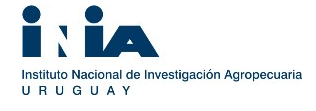 INIA
Instituto Nacional de Investigación Agropecuaria
URUGUAY